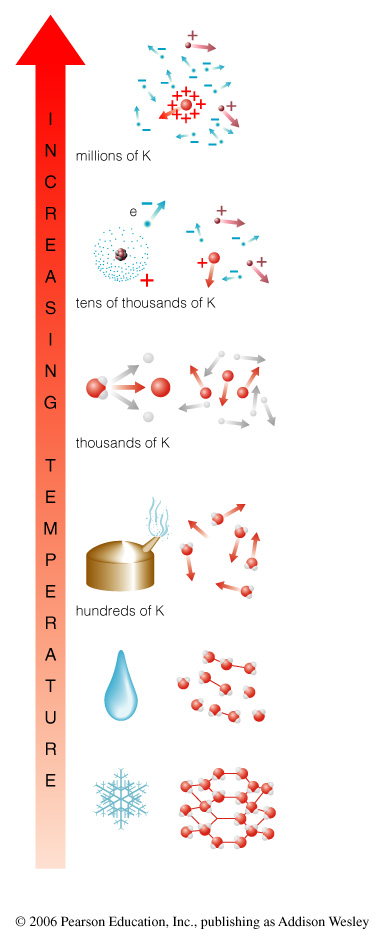 INCREASING TEMPERATURE
millions of K
e
tens of thousands of K
thousands of K
hundreds of K
© 2006 Pearson Education, Inc., publishing as Addison Wesley